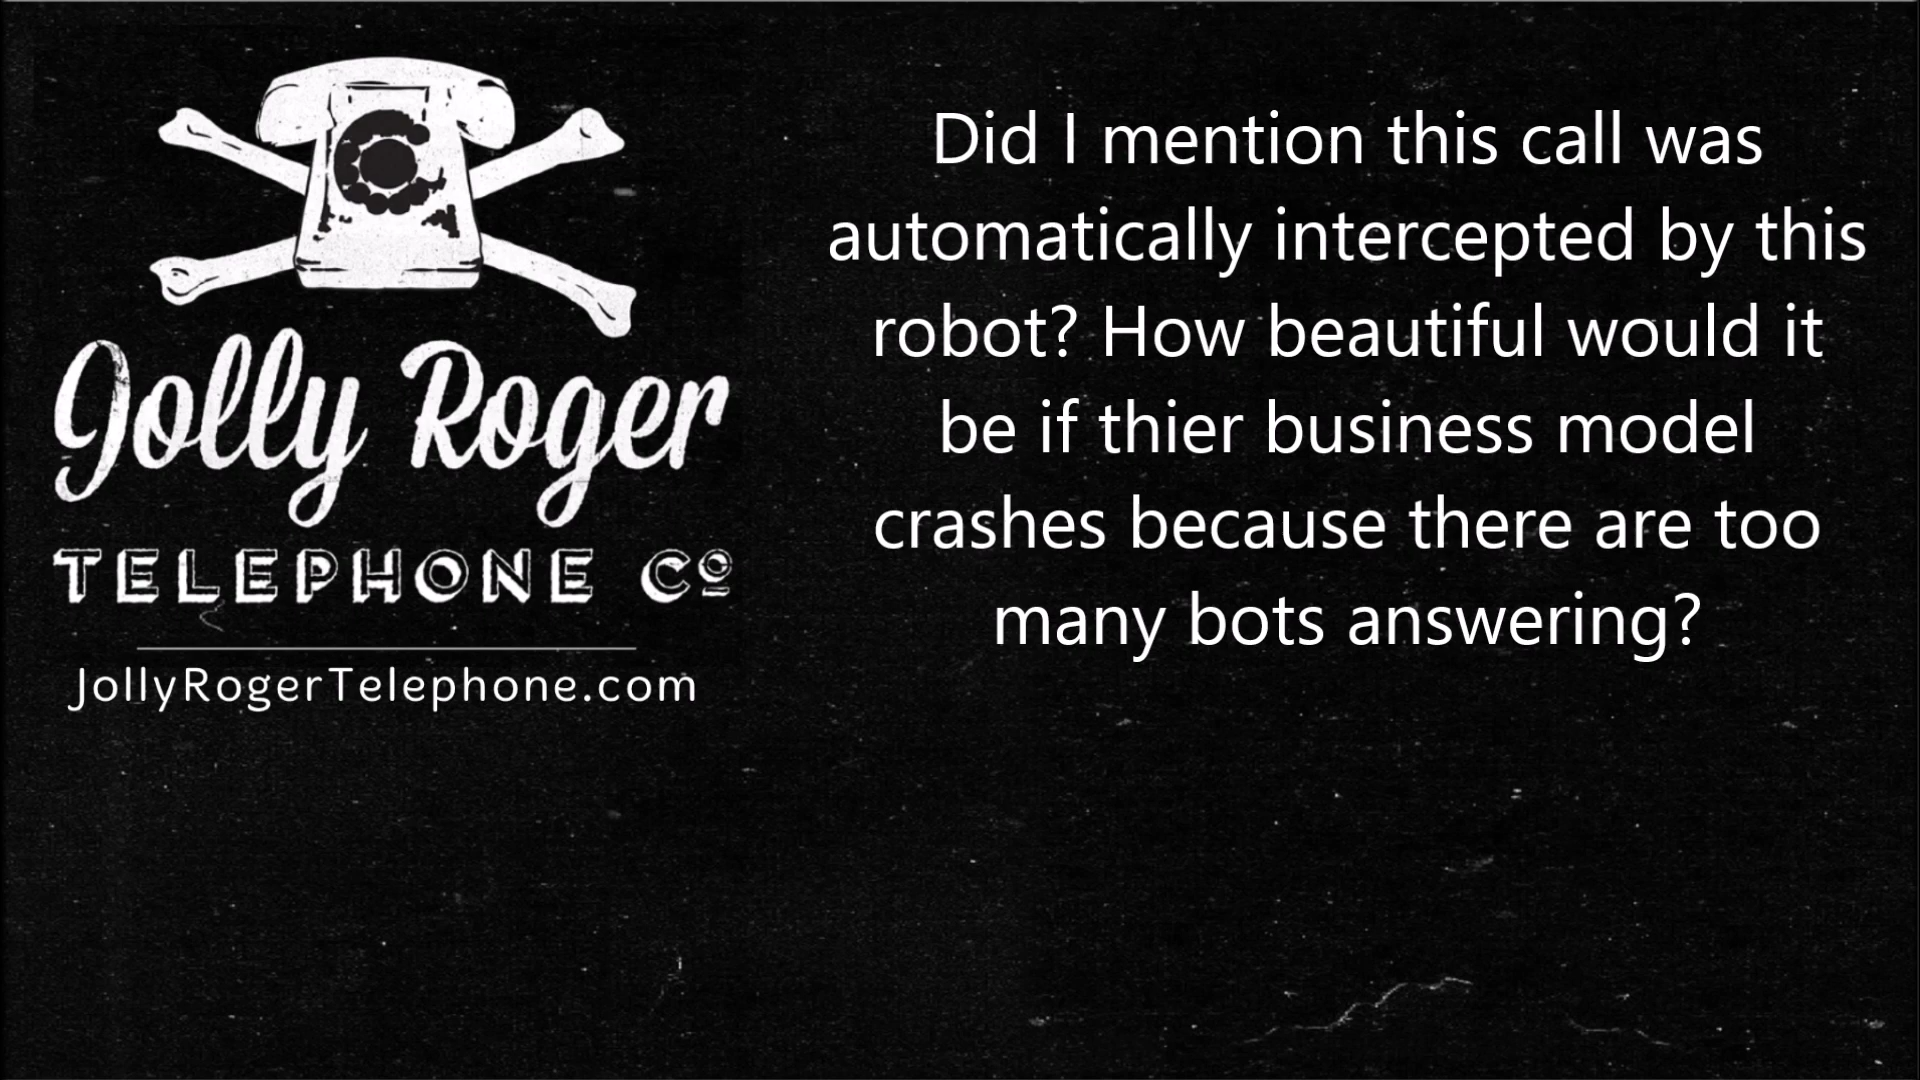 Jolly Roger
TELEPHONE Cº
JollyRogerTelephone.com
Did I mention this call was
automatically intercepted by this
robot? How beautiful would it
be if thier business model
crashes because there are too
many bots answering?